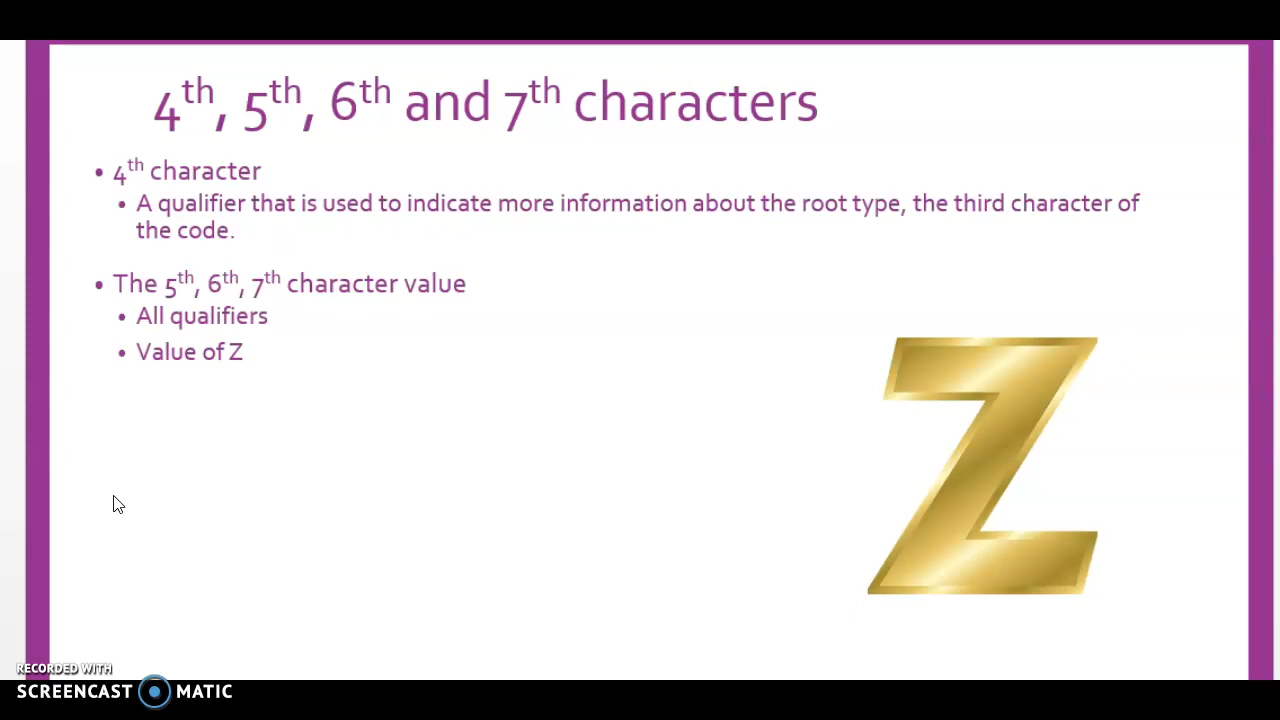 4th, 5th, 6th and 7th characters
• 4th character
• A qualifier that is used to indicate more information about the root type, the third character of
the code.
• The 5th, 6th, 7th character value
• All qualifiers
• Value of Z
Z
RECORDED WITH
SCREENCAST MATIC